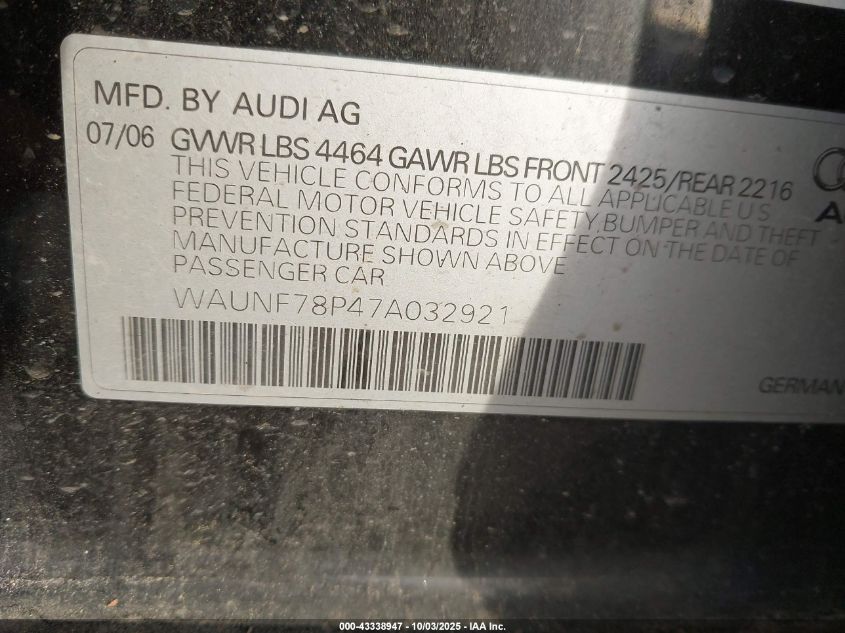 MFD. BY AUDI AG
07/06 GVWR LBS 4464 GAWR LBS FRONT 2425/REAR 2216
THIS VEHICLE CONFORMS TO ALL APPLICABLE U S
FEDERAL MOTOR VEHICLE SAFETY, BUMPER AND THEFT
PREVENTION STANDARDS IN EFFECT ON THE DATE OF
MANUFACTURE SHOWN ABOVE
PASSENGER CAR
WAUNF78P47A032921
GERMAN
000-43338947 - 10/03/2025 - IAA Inc.